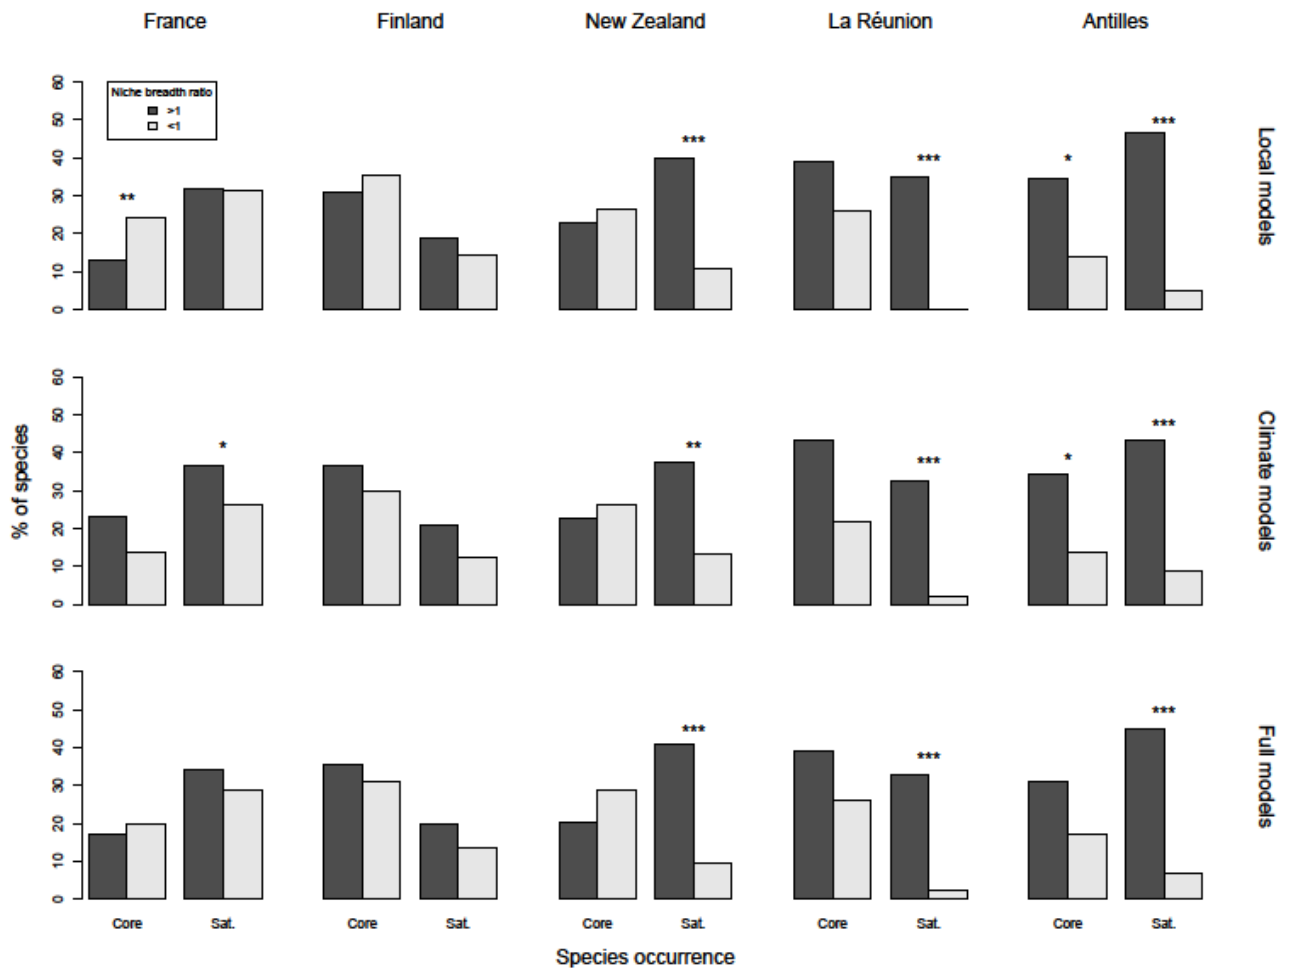 France Finland New Zealand La Réunion Antilles
Niche breadth ratio
>1
<1
0 10 20 30 40 50 60
** *** *** * ***
Local models
% of species
0 10 20 30 40 50 60
* ** *** * ***
Climate models
0 10 20 30 40 50 60
*** *** ***
Full models
Core Sat. Core Sat. Core Sat. Core Sat. Core Sat.
Species occurrence